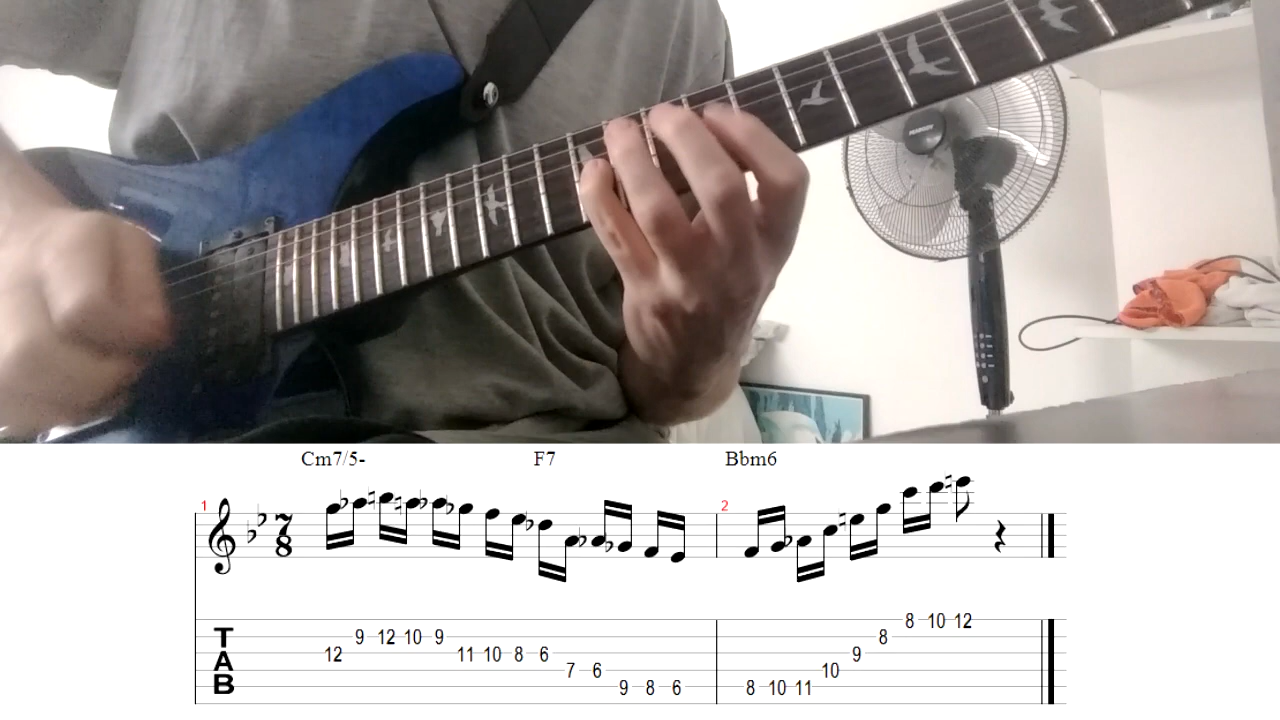 Cm7/5- F7 Bbm6
1 7 2
8
8 10 12
T 9 12 10 9 8
A 12 11 10 8 6 9
7 6 10
B 9 8 6 8 10 11